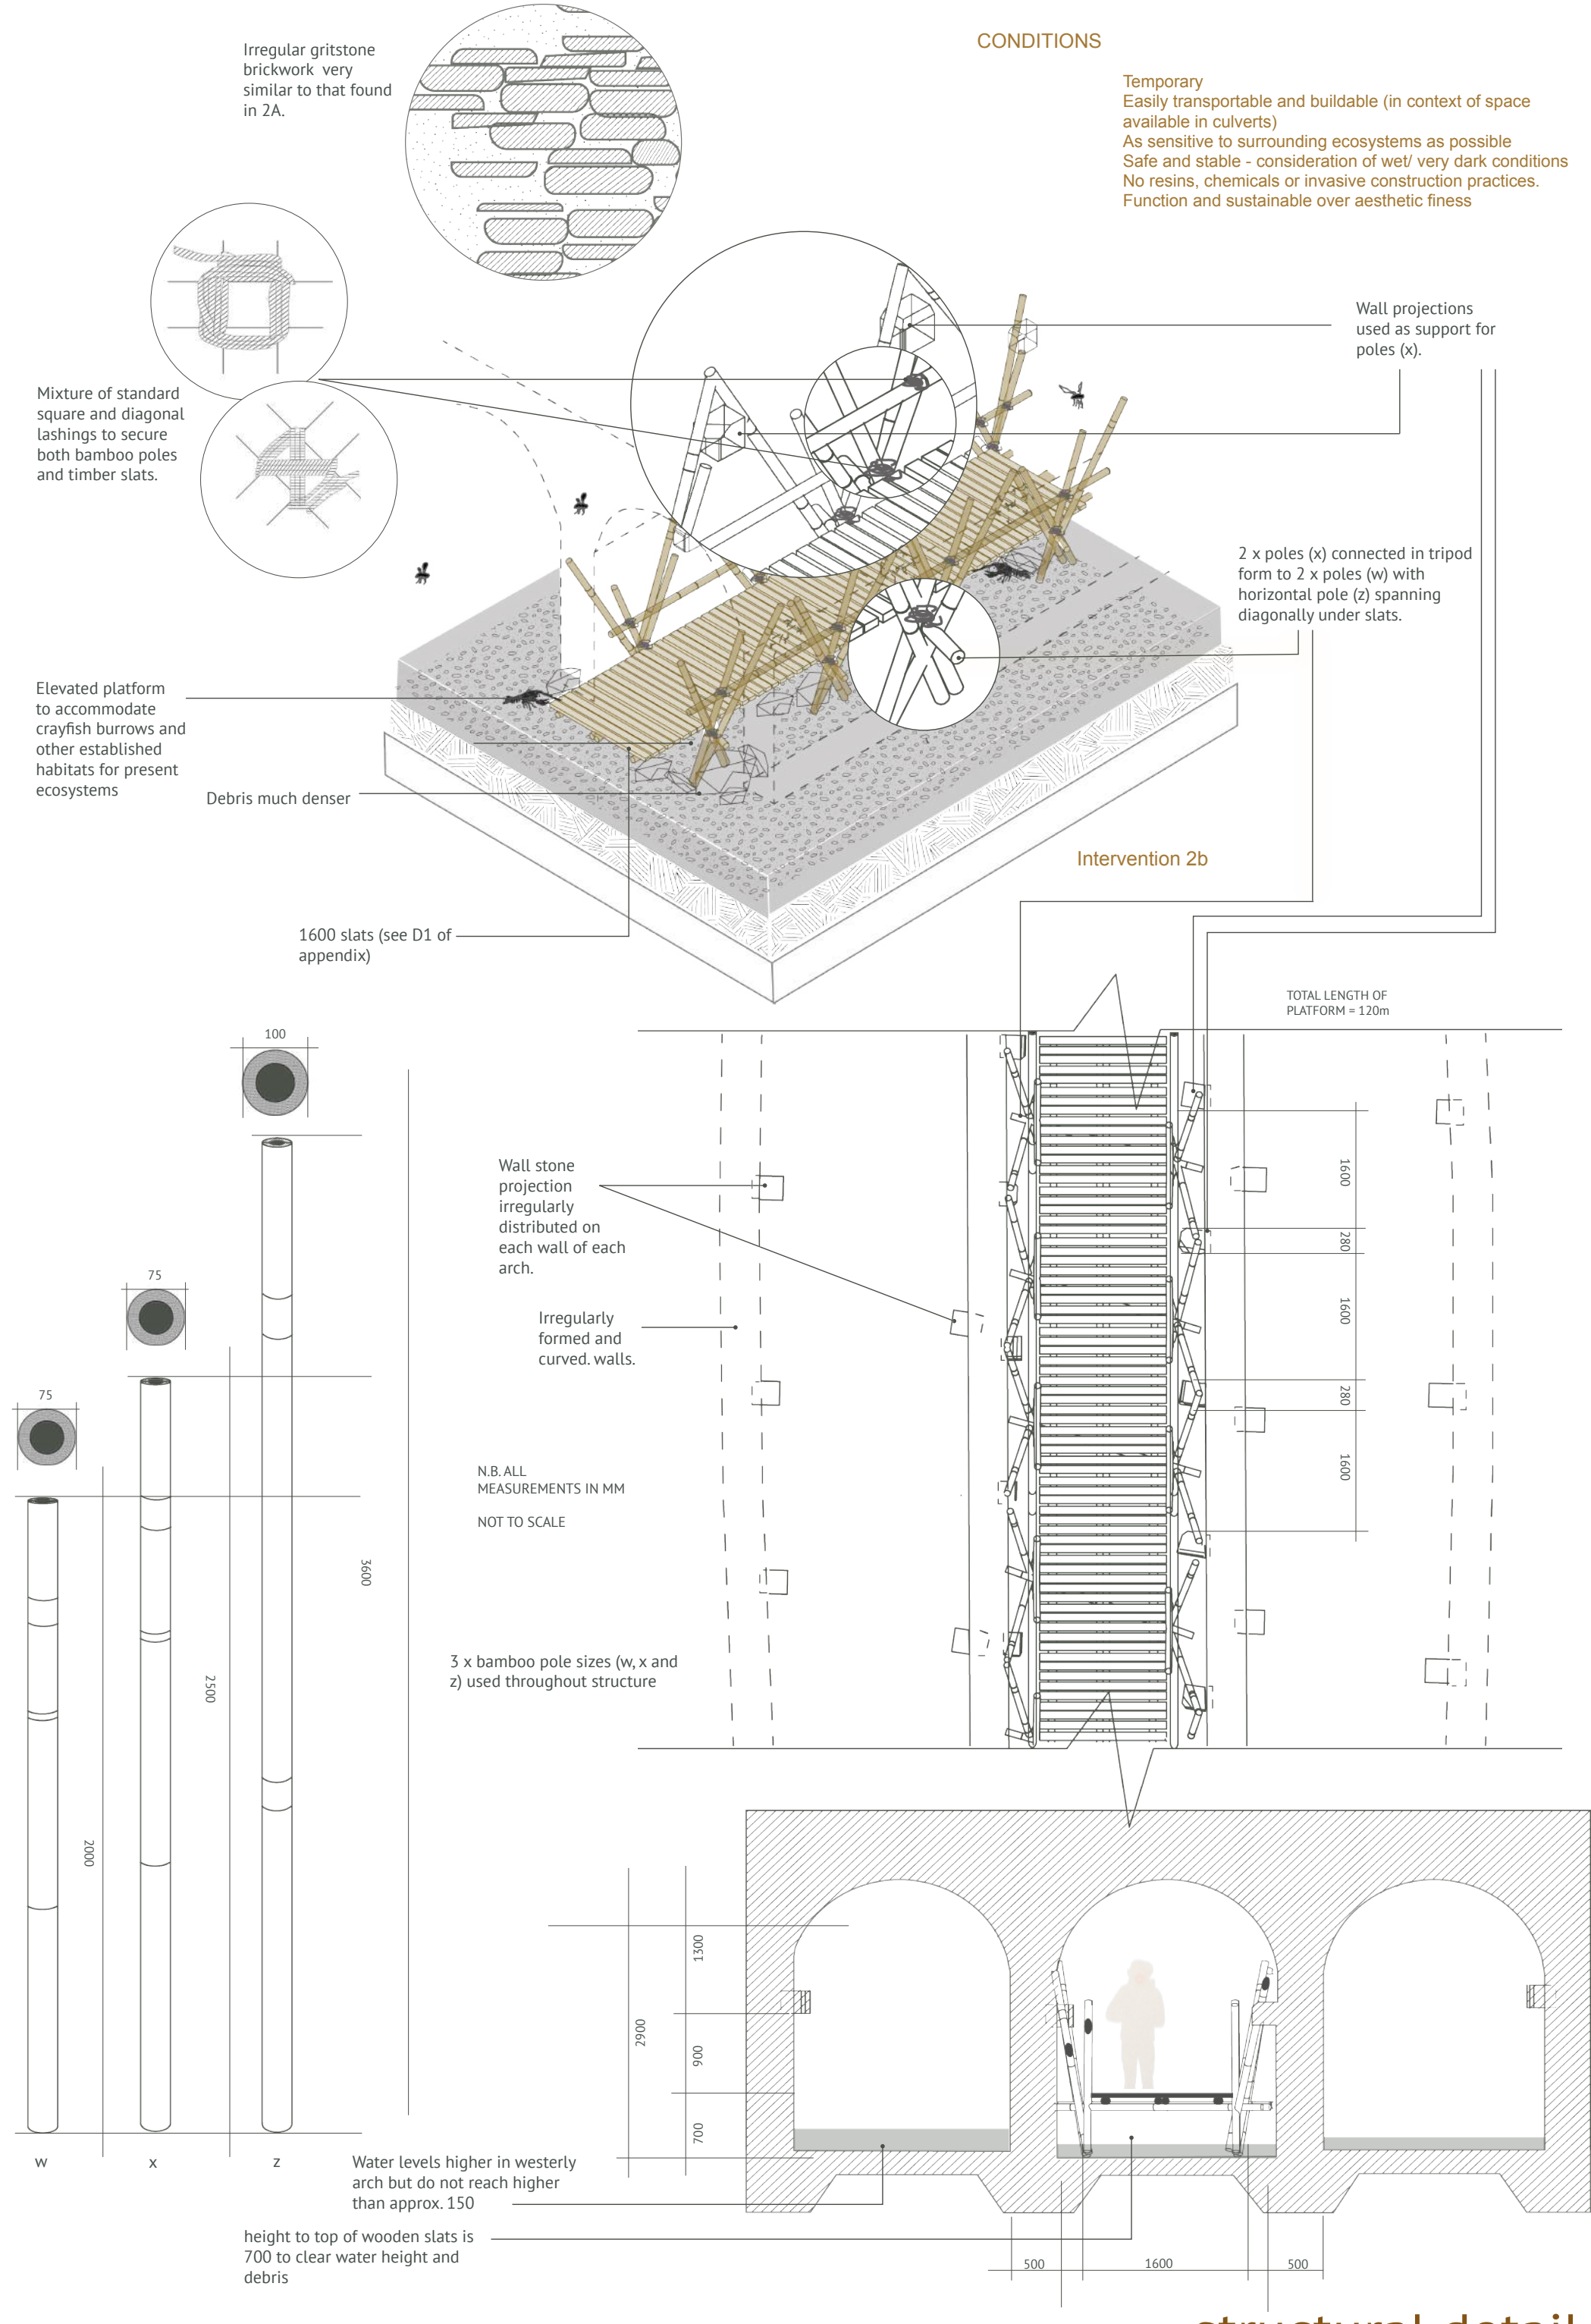 Irregular gritstone
brickwork very
similar to that found
in 2A.
CONDITIONS
Temporary
Easily transportable and buildable (in context of space
available in culverts)
As sensitive to surrounding ecosystems as possible
Safe and stable - consideration of wet/ very dark conditions
No resins, chemicals or invasive construction practices.
Function and sustainable over aesthetic finess
Wall projections
used as support for
poles (x).
Mixture of standard
square and diagonal
lashings to secure
both bamboo poles
and timber slats.
2 x poles (x) connected in tripod
form to 2 x poles (w) with
horizontal pole (z) spanning
diagonally under slats.
Elevated platform
to accommodate
crayfish burrows and
other established
habitats for present
ecosystems
Debris much denser
Intervention 2b
1600 slats (see D1 of
appendix)
TOTAL LENGTH OF
PLATFORM = 120m
100
75
75
2000
2500
3600
w
x
z
Wall stone
projection
irregularly
distributed on
each wall of each
arch.
Irregularly
formed and
curved. walls.
N.B. ALL
MEASUREMENTS IN MM
NOT TO SCALE
3 x bamboo pole sizes (w, x and
z) used throughout structure
1600
280
1600
280
1600
2900
1300
900
700
Water levels higher in westerly
arch but do not reach higher
than approx. 150
height to top of wooden slats is
700 to clear water height and
debris
500
1600
500
structural detail